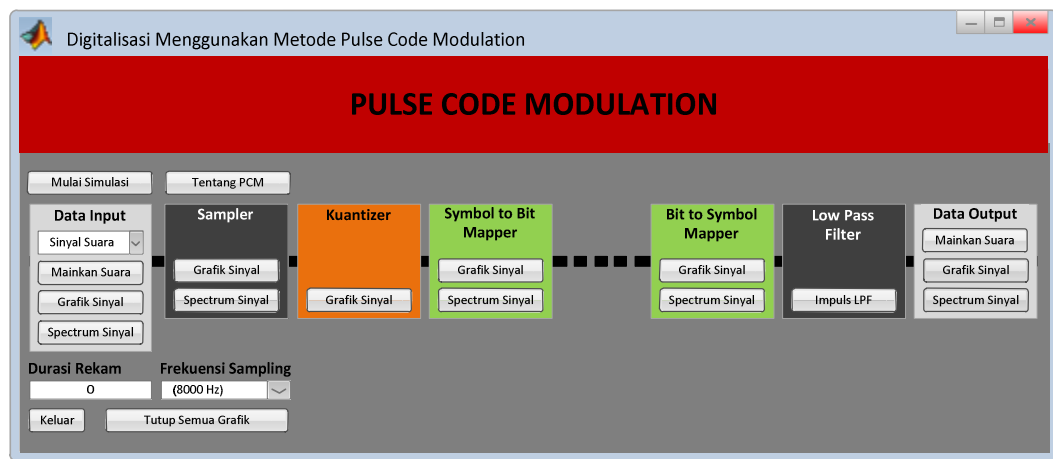 Digitalisasi Menggunakan Metode Pulse Code Modulation
PULSE CODE MODULATION
Mulai Simulasi
Tentang PCM
Data Input
Sinyal Suara
Mainkan Suara
Grafik Sinyal
Spectrum Sinyal
Sampler
Grafik Sinyal
Spectrum Sinyal
Kuantizer
Grafik Sinyal
Symbol to Bit
Mapper
Grafik Sinyal
Spectrum Sinyal
Bit to Symbol
Mapper
Grafik Sinyal
Spectrum Sinyal
Low Pass
Filter
Impuls LPF
Data Output
Mainkan Suara
Grafik Sinyal
Spectrum Sinyal
Durasi Rekam
0
Frekuensi Sampling
(8000 Hz)
Keluar
Tutup Semua Grafik